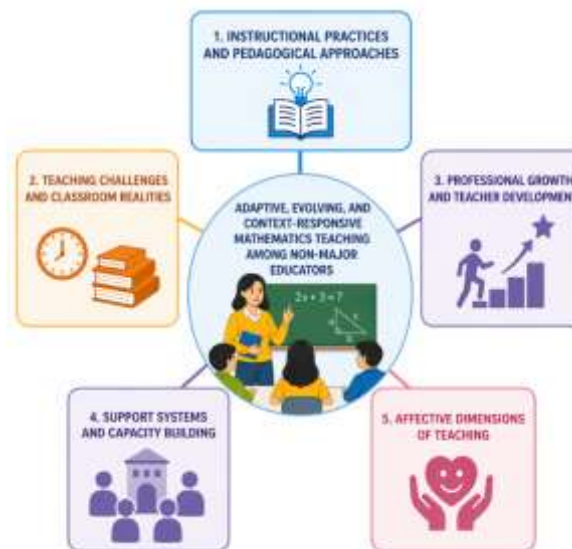 1. INSTRUCTIONAL PRACTICES
AND PEDAGOGICAL APPROACHES
2. TEACHING CHALLENGES
AND CLASSROOM REALITIES
3. PROFESSIONAL GROWTH
AND TEACHER DEVELOPMENT
ADAPTIVE, EVOLVING, AND
CONTEXT-RESPONSIVE
MATHEMATICS TEACHING
AMONG NON-MAJOR
EDUCATORS
2x + 3 = 7
4. SUPPORT SYSTEMS
AND CAPACITY BUILDING
5. AFFECTIVE DIMENSIONS
OF TEACHING